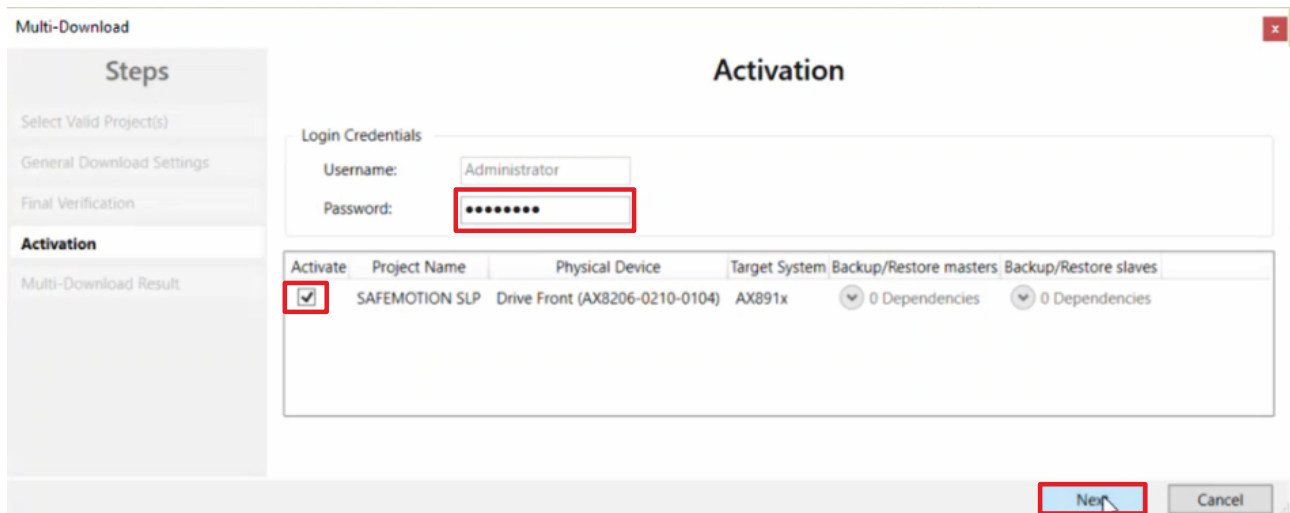 Multi-Download
x
Steps
Activation
Select Valid Project(s)
General Download Settings
Final Verification
Activation
Multi-Download Result
Login Credentials
Username: Administrator
Password: ●●●●●●●●
Activate Project Name Physical Device Target System Backup/Restore masters Backup/Restore slaves
SAFEMOTION SLP Drive Front (AX8206-0210-0104) AX891x 0 Dependencies 0 Dependencies
Next Cancel